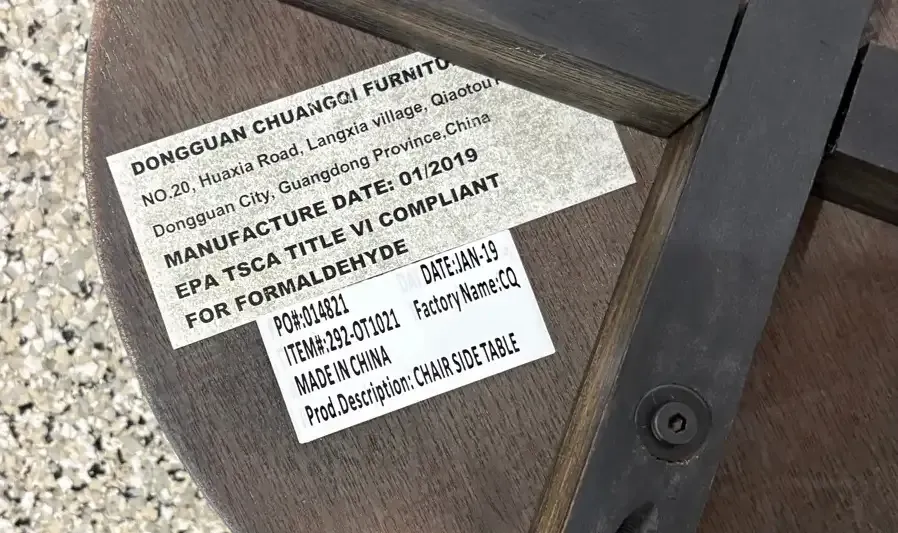 DONGGUAN CHUANGQI
NO.20, Huaxia Road, Langxia village, Qiaotou
Dongguan City, Guangdong Province,China
MANUFACTURE DATE: 01/2019
EPA TSCA TITLE VI COMPLIANT
FOR FORMALDEHYDE
PO#:014821 DATE:JAN-19
ITEM#:292-OT1021 Factory Name:CQ
MADE IN CHINA
Prod.Description: CHAIR SIDE TABLE